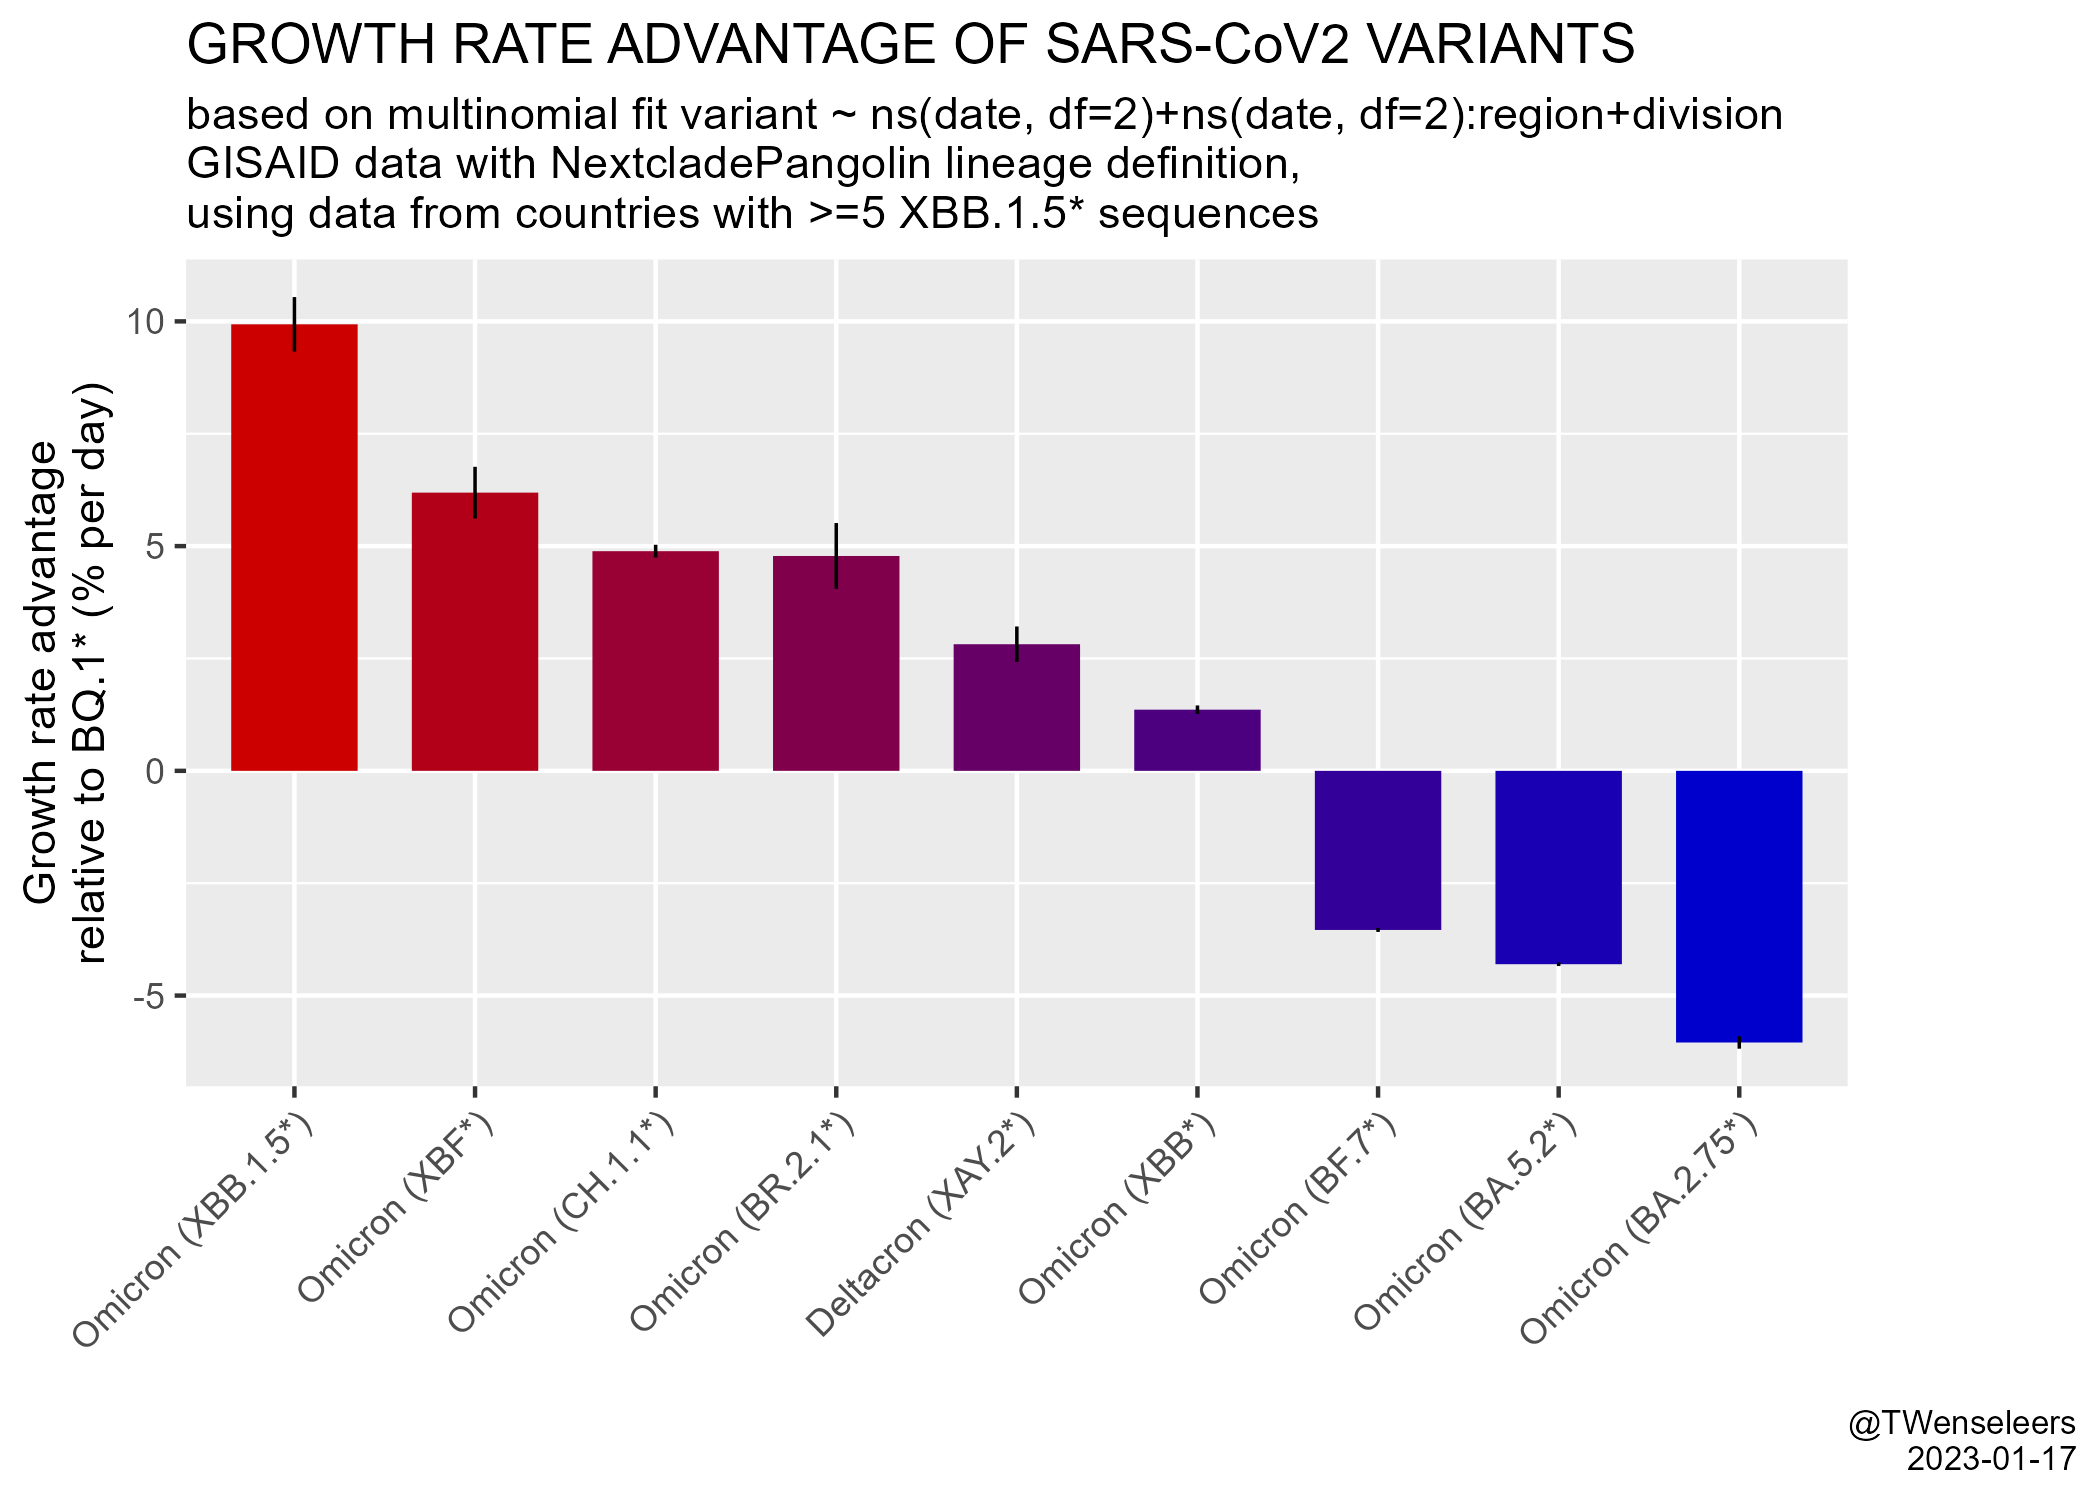 GROWTH RATE ADVANTAGE OF SARS-CoV2 VARIANTS
based on multinomial fit variant ~ ns(date, df=2)+ns(date, df=2):region+division
GISAID data with NextcladePangolin lineage definition,
using data from countries with >=5 XBB.1.5* sequences
Growth rate advantage
relative to BQ.1* (% per day)
10
5
0
-5
Omicron (XBB.1.5*)
Omicron (XBF*)
Omicron (CH.1.1*)
Omicron (BR.2.1*)
Deltacron (XAY.2*)
Omicron (XBB*)
Omicron (BF.7*)
Omicron (BA.5.2*)
Omicron (BA.2.75*)
@TWenseleers
2023-01-17